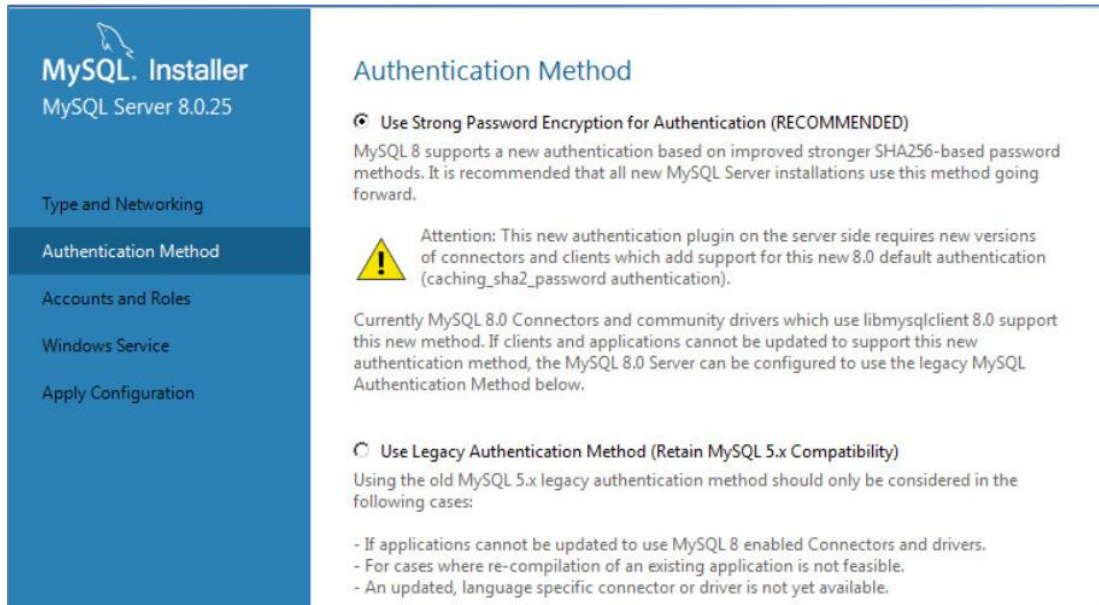 MySQL. Installer
MySQL Server 8.0.25
Type and Networking
Authentication Method
Accounts and Roles
Windows Service
Apply Configuration
Authentication Method
Use Strong Password Encryption for Authentication (RECOMMENDED)
MySQL 8 supports a new authentication based on improved stronger SHA256-based password
methods. It is recommended that all new MySQL Server installations use this method going
forward.
Attention: This new authentication plugin on the server side requires new versions
of connectors and clients which add support for this new 8.0 default authentication
(caching_sha2_password authentication).
Currently MySQL 8.0 Connectors and community drivers which use libmysqlclient 8.0 support
this new method. If clients and applications cannot be updated to support this new
authentication method, the MySQL 8.0 Server can be configured to use the legacy MySQL
Authentication Method below.
Use Legacy Authentication Method (Retain MySQL 5.x Compatibility)
Using the old MySQL 5.x legacy authentication method should only be considered in the
following cases:
- If applications cannot be updated to use MySQL 8 enabled Connectors and drivers.
- For cases where re-compilation of an existing application is not feasible.
- An updated, language specific connector or driver is not yet available.